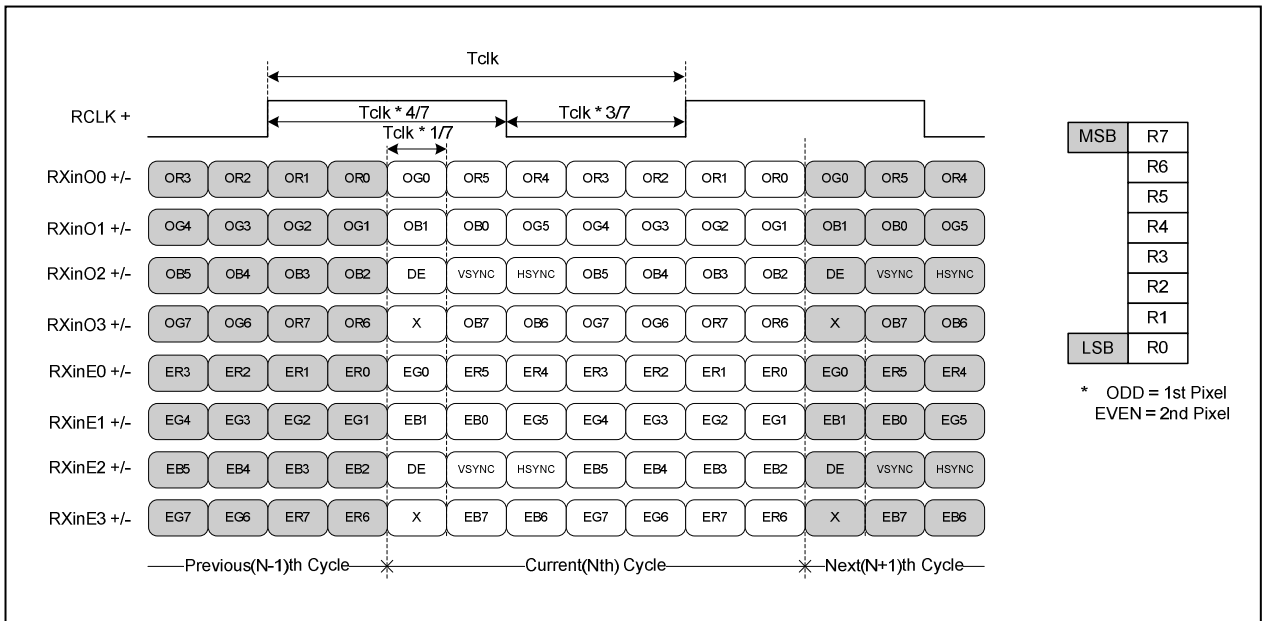 Tclk
RCLK +
Tclk * 4/7
Tclk * 3/7
Tclk * 1/7
RXinO0 +/- OR3 OR2 OR1 OR0 OG0 OR5 OR4 OR3 OR2 OR1 OR0 OG0 OR5 OR4
RXinO1 +/- OG4 OG3 OG2 OG1 OB1 OB0 OG5 OG4 OG3 OG2 OG1 OB1 OB0 OG5
RXinO2 +/- OB5 OB4 OB3 OB2 DE VSYNC HSYNC OB5 OB4 OB3 OB2 DE VSYNC HSYNC
RXinO3 +/- OG7 OG6 OR7 OR6 X OB7 OB6 OG7 OG6 OR7 OR6 X OB7 OB6
RXinE0 +/- ER3 ER2 ER1 ER0 EG0 ER5 ER4 ER3 ER2 ER1 ER0 EG0 ER5 ER4
RXinE1 +/- EG4 EG3 EG2 EG1 EB1 EB0 EG5 EG4 EG3 EG2 EG1 EB1 EB0 EG5
RXinE2 +/- EB5 EB4 EB3 EB2 DE VSYNC HSYNC EB5 EB4 EB3 EB2 DE VSYNC HSYNC
RXinE3 +/- EG7 EG6 ER7 ER6 X EB7 EB6 EG7 EG6 ER7 ER6 X EB7 EB6
Previous(N-1)th Cycle Current(Nth) Cycle Next(N+1)th Cycle
MSB R7
R6
R5
R4
R3
R2
R1
LSB R0
* ODD = 1st Pixel
EVEN = 2nd Pixel